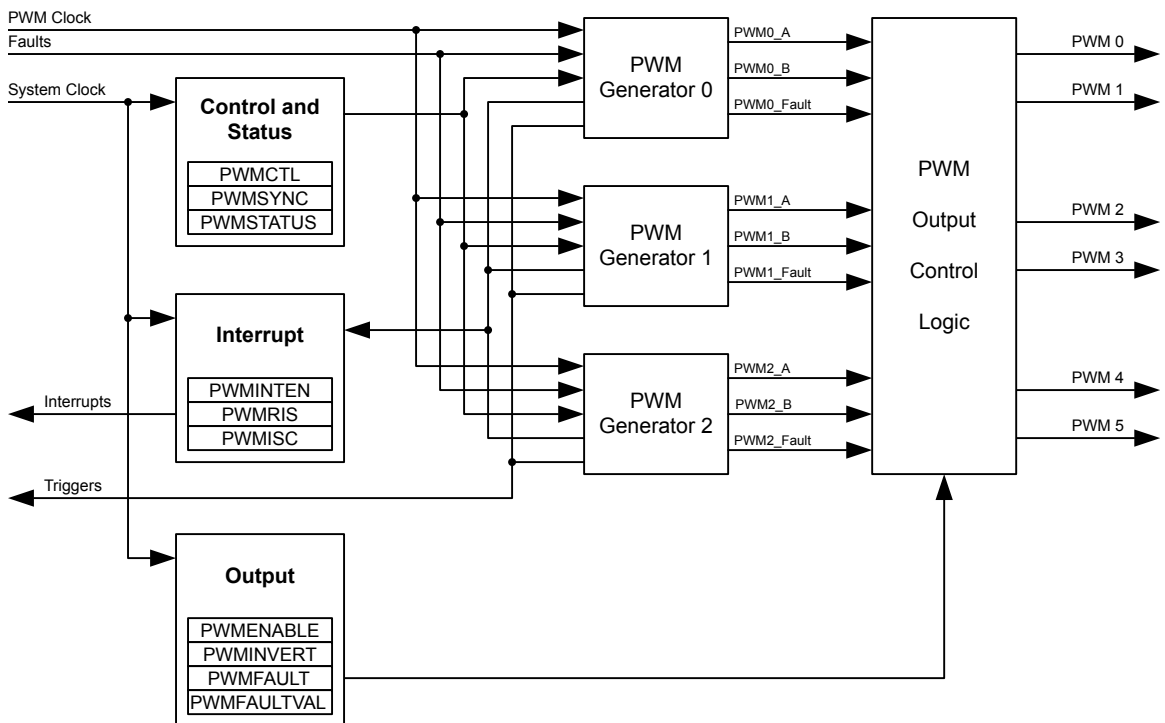 PWM Clock
Faults
System Clock
Control and
Status
PWMCTL
PWMSYNC
PWMSTATUS
Interrupt
PWMINTEN
PWMRIS
PWMISC
Interrupts
Triggers
Output
PWMENABLE
PWMINVERT
PWMFAULT
PWMFAULTVAL
PWM
Generator 0
PWM0_A
PWM0_B
PWM0_Fault
PWM
Generator 1
PWM1_A
PWM1_B
PWM1_Fault
PWM
Generator 2
PWM2_A
PWM2_B
PWM2_Fault
PWM
Output
Control
Logic
PWM 0
PWM 1
PWM 2
PWM 3
PWM 4
PWM 5